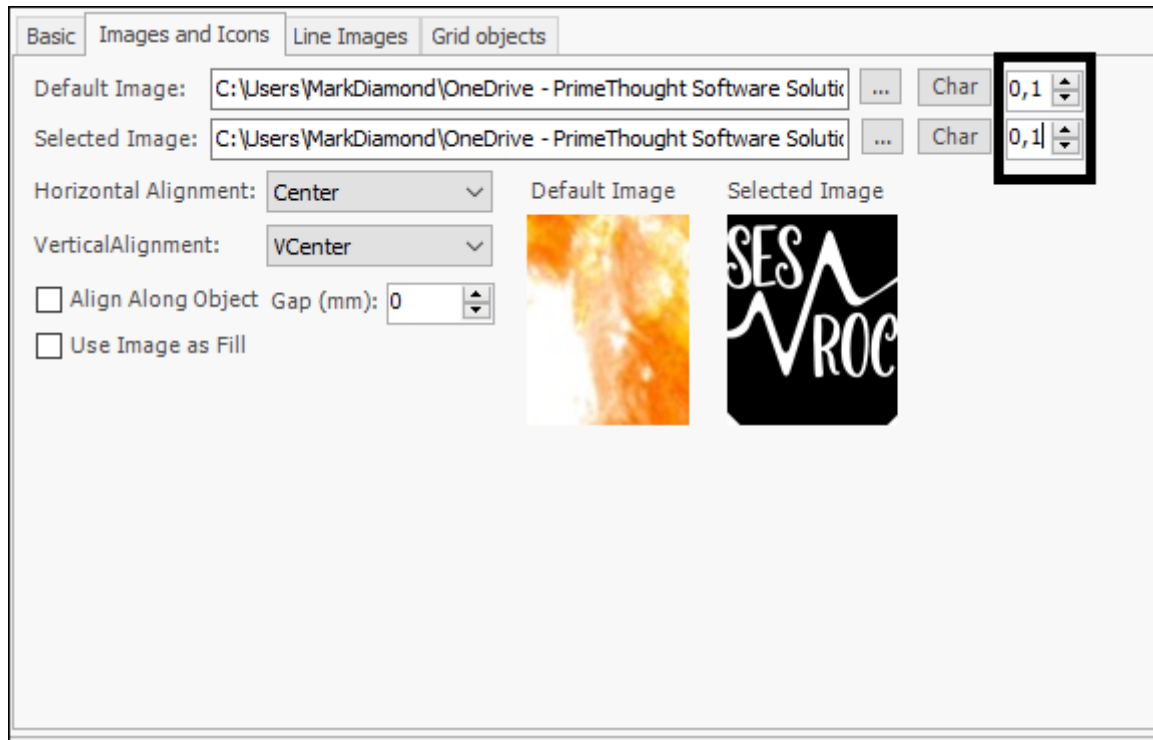 Basic Images and Icons Line Images Grid objects
Default Image: C:\Users\MarkDiamond\OneDrive - PrimeThought Software Solutic ... Char 0,1
Selected Image: C:\Users\MarkDiamond\OneDrive - PrimeThought Software Solutic ... Char 0,1
Horizontal Alignment: Center Default Image Selected Image
VerticalAlignment: VCenter
Align Along Object Gap (mm): 0
Use Image as Fill
SES
ROC